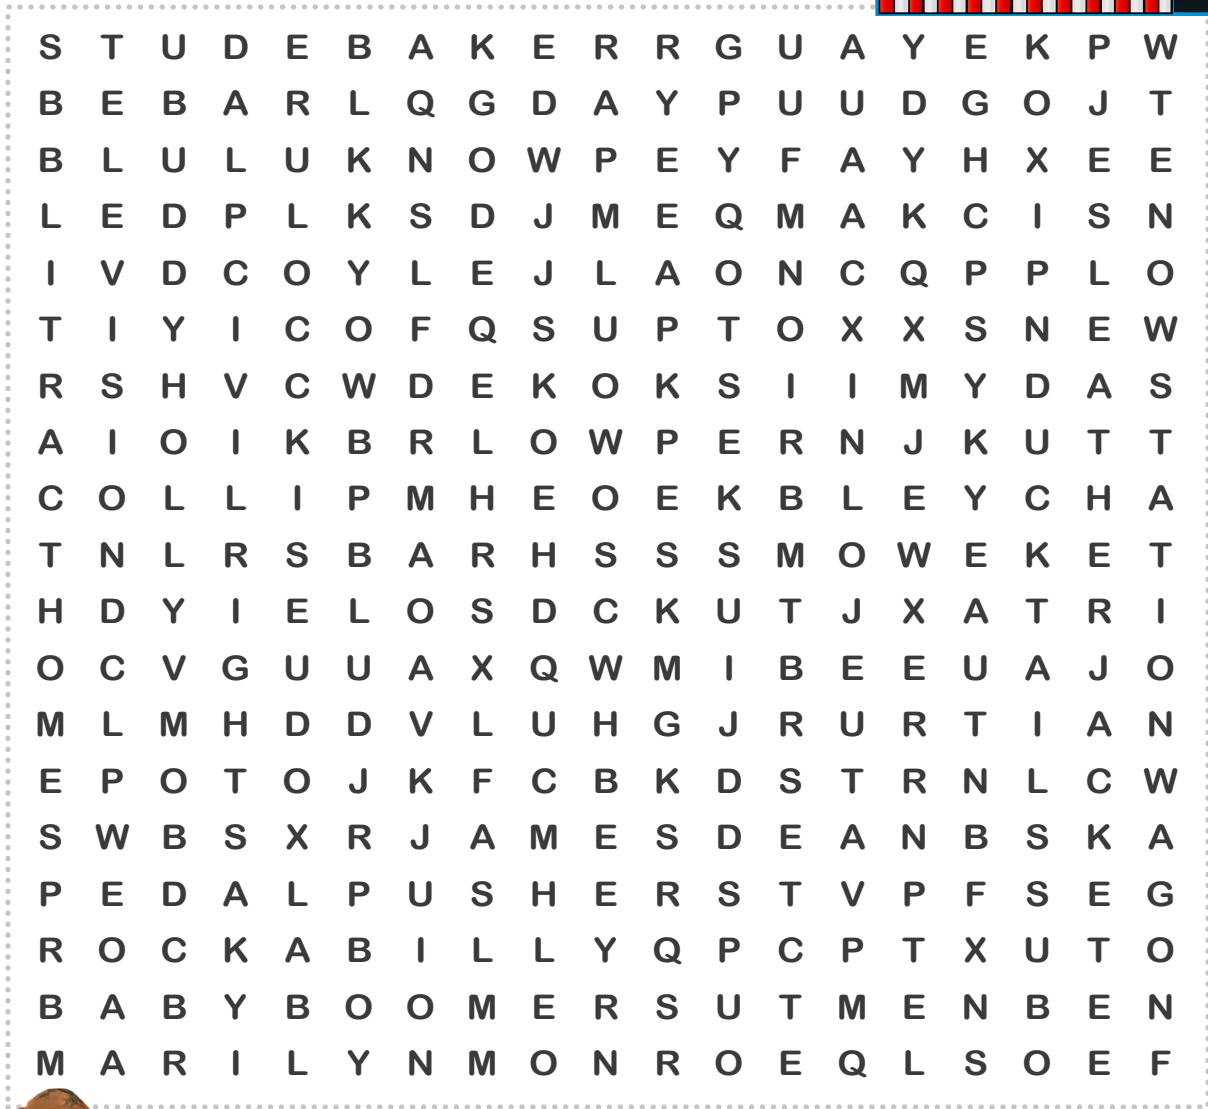 S T U D E B A K E R R G U A Y E K P W
B E B A R L Q G D A Y P U U D G O J T
B L U L U K N O W P E Y F A Y H X E E
L E D P L K S D J M E Q M A K C I S N
I V D C O Y L E J L A O N C Q P P L O
T I Y I C O F Q S U P T O X X S N E W
R S H V C W D E K O K S I I M Y D A S
A I O I K B R L O W P E R N J K U T T
C O L L I P M H E O E K B L E Y C H A
T N L R S B A R H S S S M O W E K E T
H D Y I E L O S D C K U T J X A T R I
O C V G U U A X Q W M I B E E U A J O
M L M H D D V L U H G J R U R T I A N
E P O T O J K F C B K D S T R N L C W
S W B S X R J A M E S D E A N B S K A
P E D A L P U S H E R S T V P F S E G
R O C K A B I L L Y Q P C P T X U T O
B A B Y B O O M E R S U T M E N B E N
M A R I L Y N M O N R O E Q L S O E F